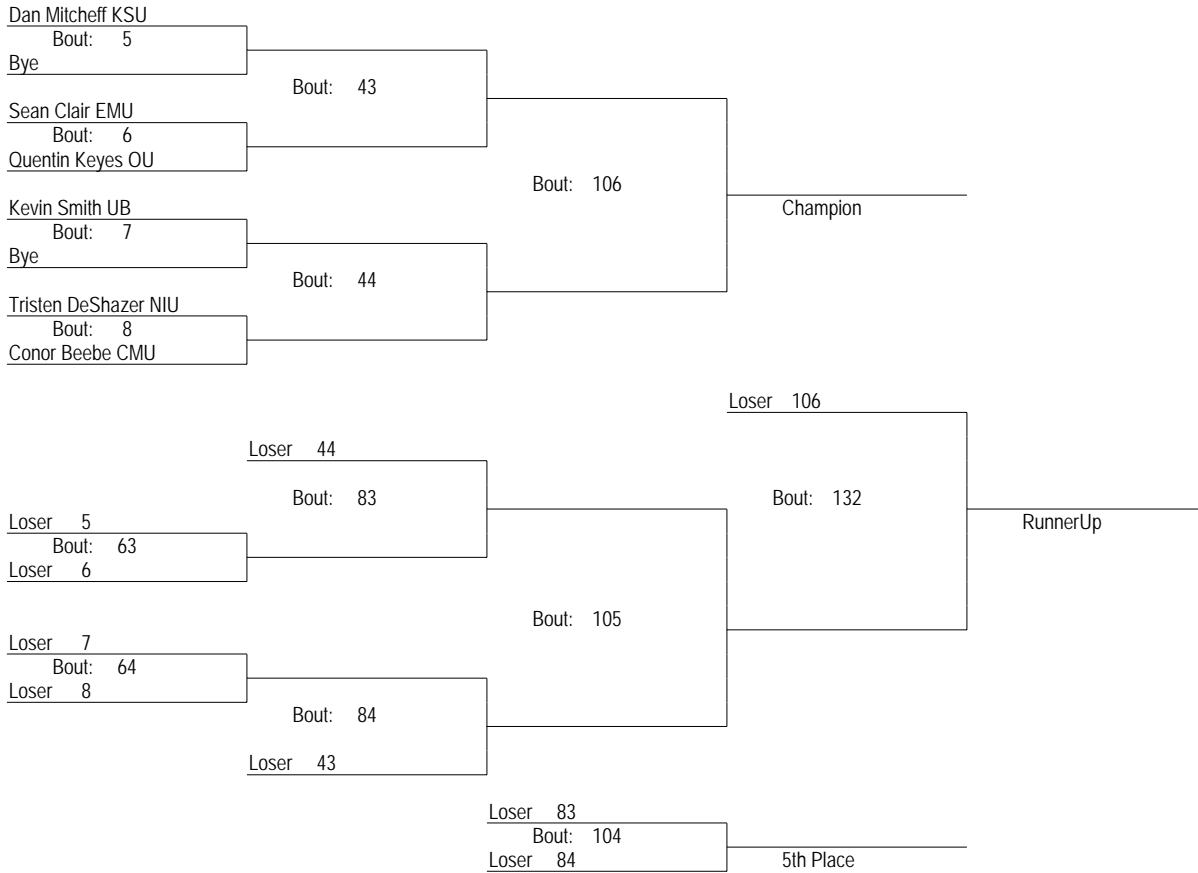 Dan Mitcheff KSU
Bout: 5
Bye
Bout: 43
Sean Clair EMU
Bout: 6
Quentin Keyes OU
Bout: 106
Champion
Kevin Smith UB
Bout: 7
Bye
Bout: 44
Tristen DeShazer NIU
Bout: 8
Conor Beebe CMU
Loser 106
Loser 44
Bout: 83
Bout: 132
Loser 5
Bout: 63
Loser 6
RunnerUp
Bout: 105
Loser 7
Bout: 64
Loser 8
Bout: 84
Loser 43
Loser 83
Bout: 104
Loser 84
5th Place